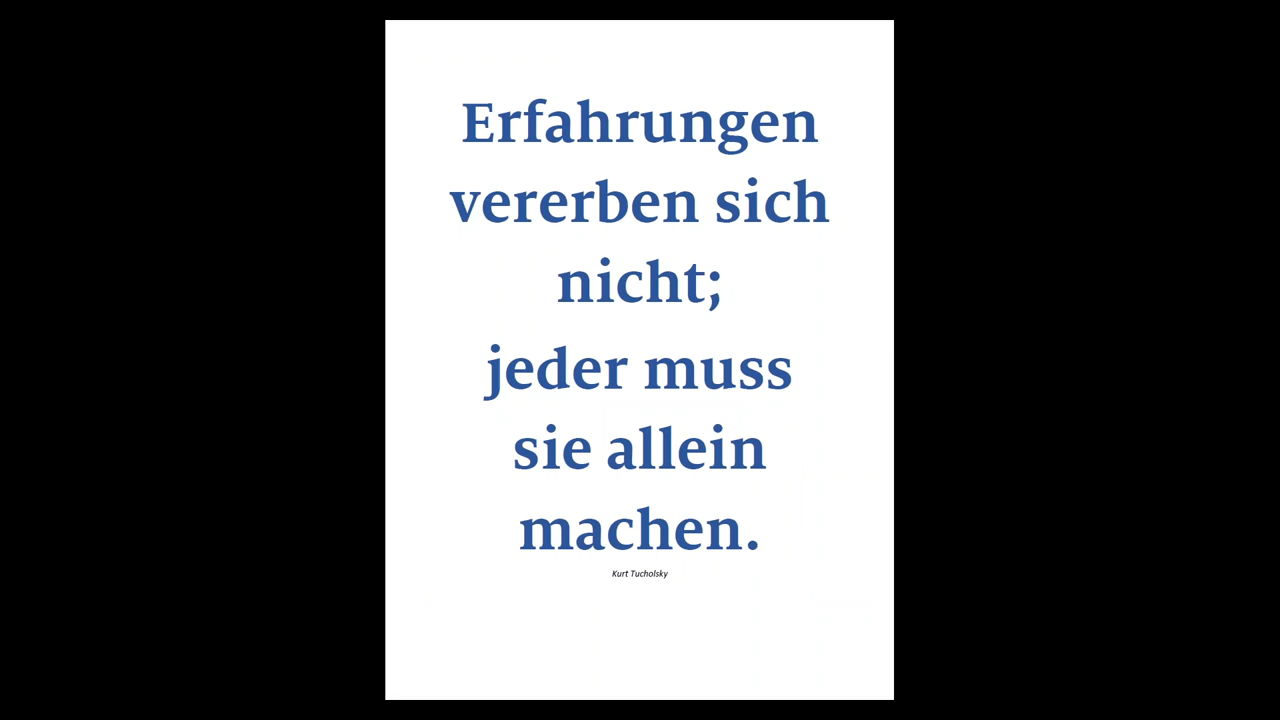 Erfahrungen
vererben sich
nicht;
jeder muss
sie allein
machen.
Kurt Tucholsky